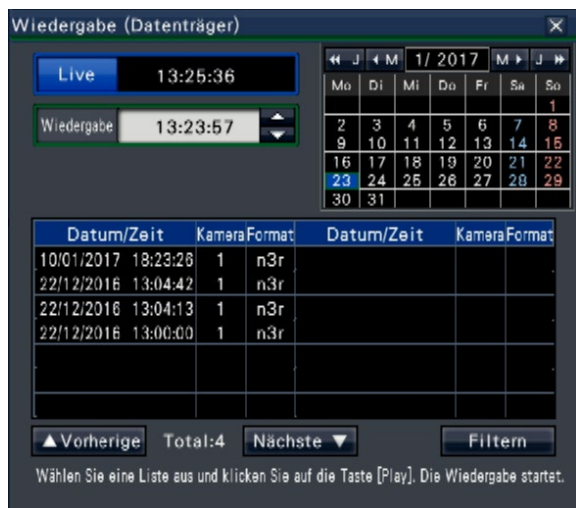 Wiedergabe (Datenträger)
Live 13:25:36
Wiedergabe 13:23:57
J M 1/ 2017 M J
Mo Di Mi Do Fr Sa So
1
2 3 4 5 6 7 8
9 10 11 12 13 14 15
16 17 18 19 20 21 22
23 24 25 26 27 28 29
30 31
Datum/Zeit Kamera Format Datum/Zeit Kamera Format
10/01/2017 18:23:26 1 n3r
22/12/2016 13:04:42 1 n3r
22/12/2016 13:04:13 1 n3r
22/12/2016 13:00:00 1 n3r
▲Vorherige Total:4 Nächste ▼ Filtern
Wählen Sie eine Liste aus und klicken Sie auf die Taste [Play]. Die Wiedergabe startet.